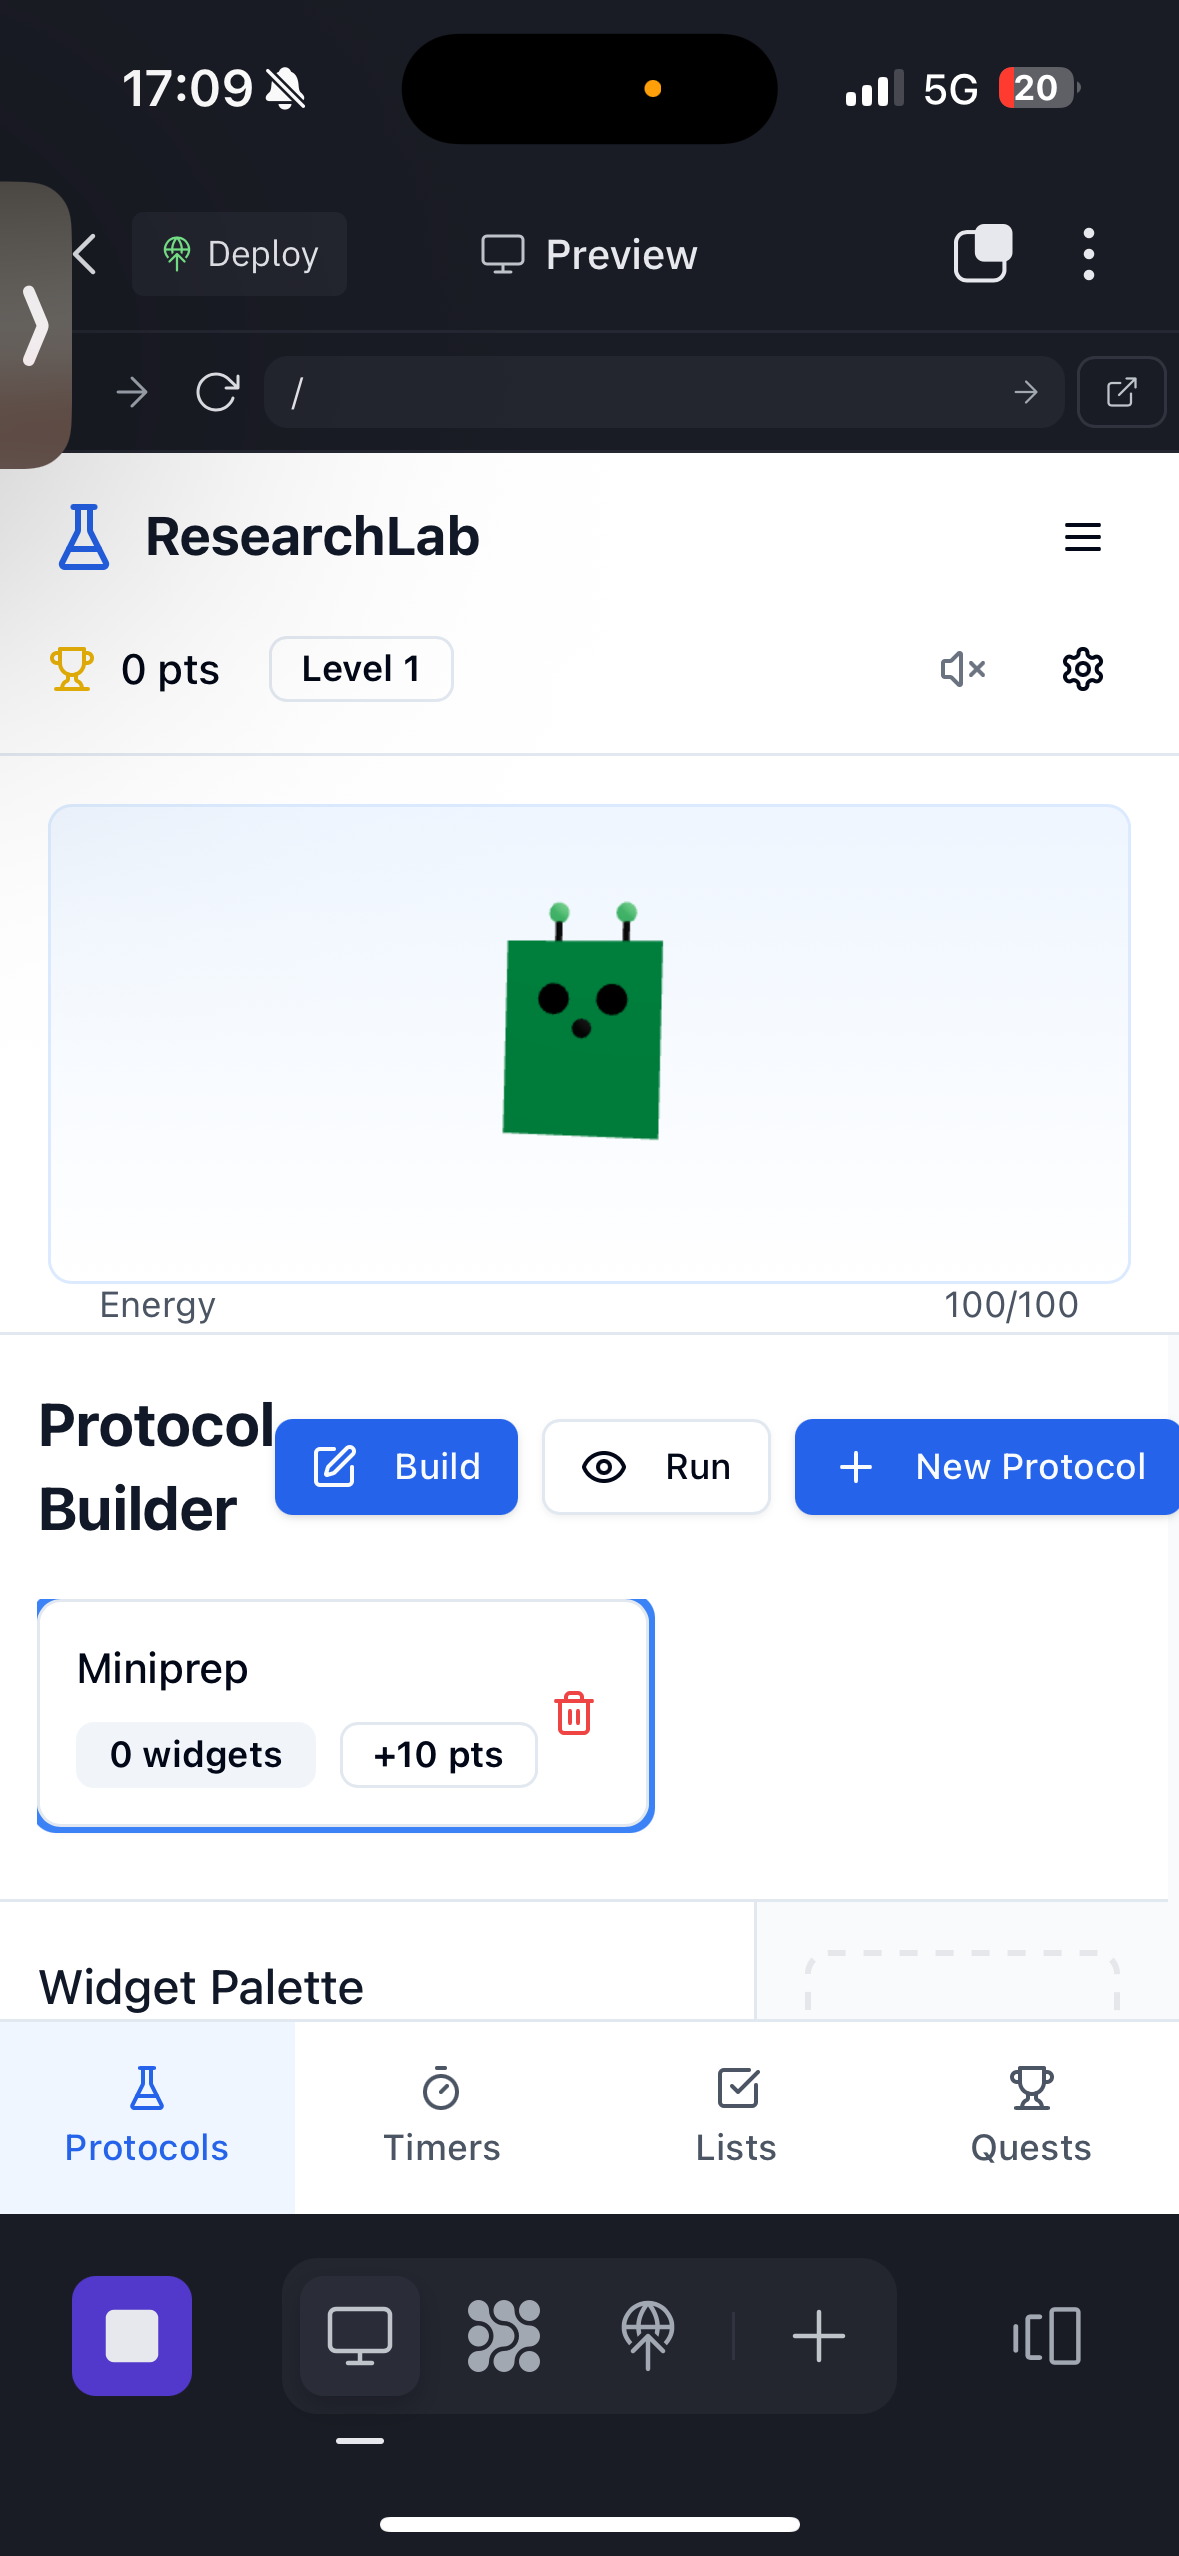 17:09 5G 20
Deploy Preview
/
ResearchLab
0 pts Level 1
Energy 100/100
Protocol
Builder
Build Run New Protocol
Miniprep
0 widgets +10 pts
Widget Palette
Protocols Timers Lists Quests